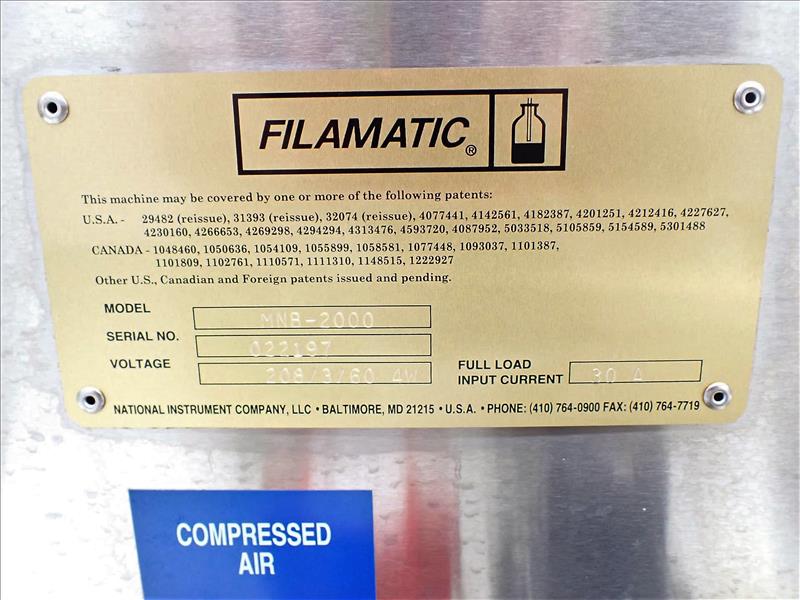 FILAMATIC®
This machine may be covered by one or more of the following patents:
U.S.A. - 29482 (reissue), 31393 (reissue), 32074 (reissue), 4077441, 4142561, 4182387, 4201251, 4212416, 4227627,
4230160, 4266653, 4269298, 4294294, 4313476, 4593720, 4087952, 5033518, 5105859, 5154589, 5301488
CANADA - 1048460, 1050636, 1054109, 1055899, 1058581, 1077448, 1093037, 1101387,
1101809, 1102761, 1110571, 1111310, 1148515, 1222927
Other U.S., Canadian and Foreign patents issued and pending.
MODEL MNB-2000
SERIAL NO. 022197
VOLTAGE 208/3/60 4W
FULL LOAD
INPUT CURRENT 30 A
NATIONAL INSTRUMENT COMPANY, LLC • BALTIMORE, MD 21215 • U.S.A. • PHONE: (410) 764-0900 FAX: (410) 764-7719
COMPRESSED
AIR